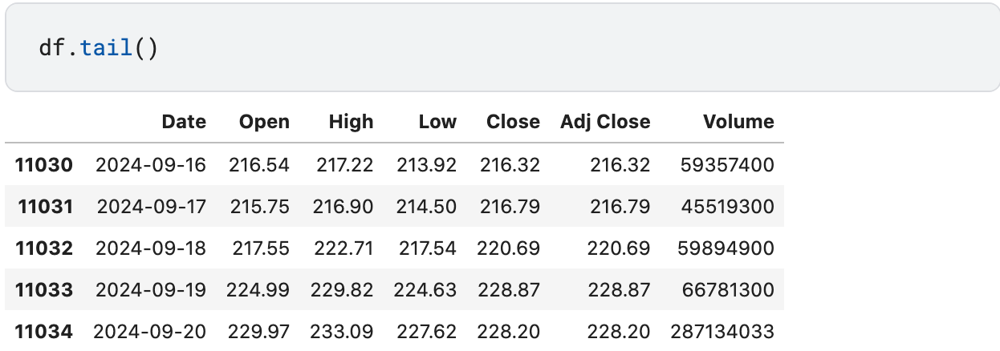 df.tail()
Date Open High Low Close Adj Close Volume
11030 2024-09-16 216.54 217.22 213.92 216.32 216.32 59357400
11031 2024-09-17 215.75 216.90 214.50 216.79 216.79 45519300
11032 2024-09-18 217.55 222.71 217.54 220.69 220.69 59894900
11033 2024-09-19 224.99 229.82 224.63 228.87 228.87 66781300
11034 2024-09-20 229.97 233.09 227.62 228.20 228.20 287134033